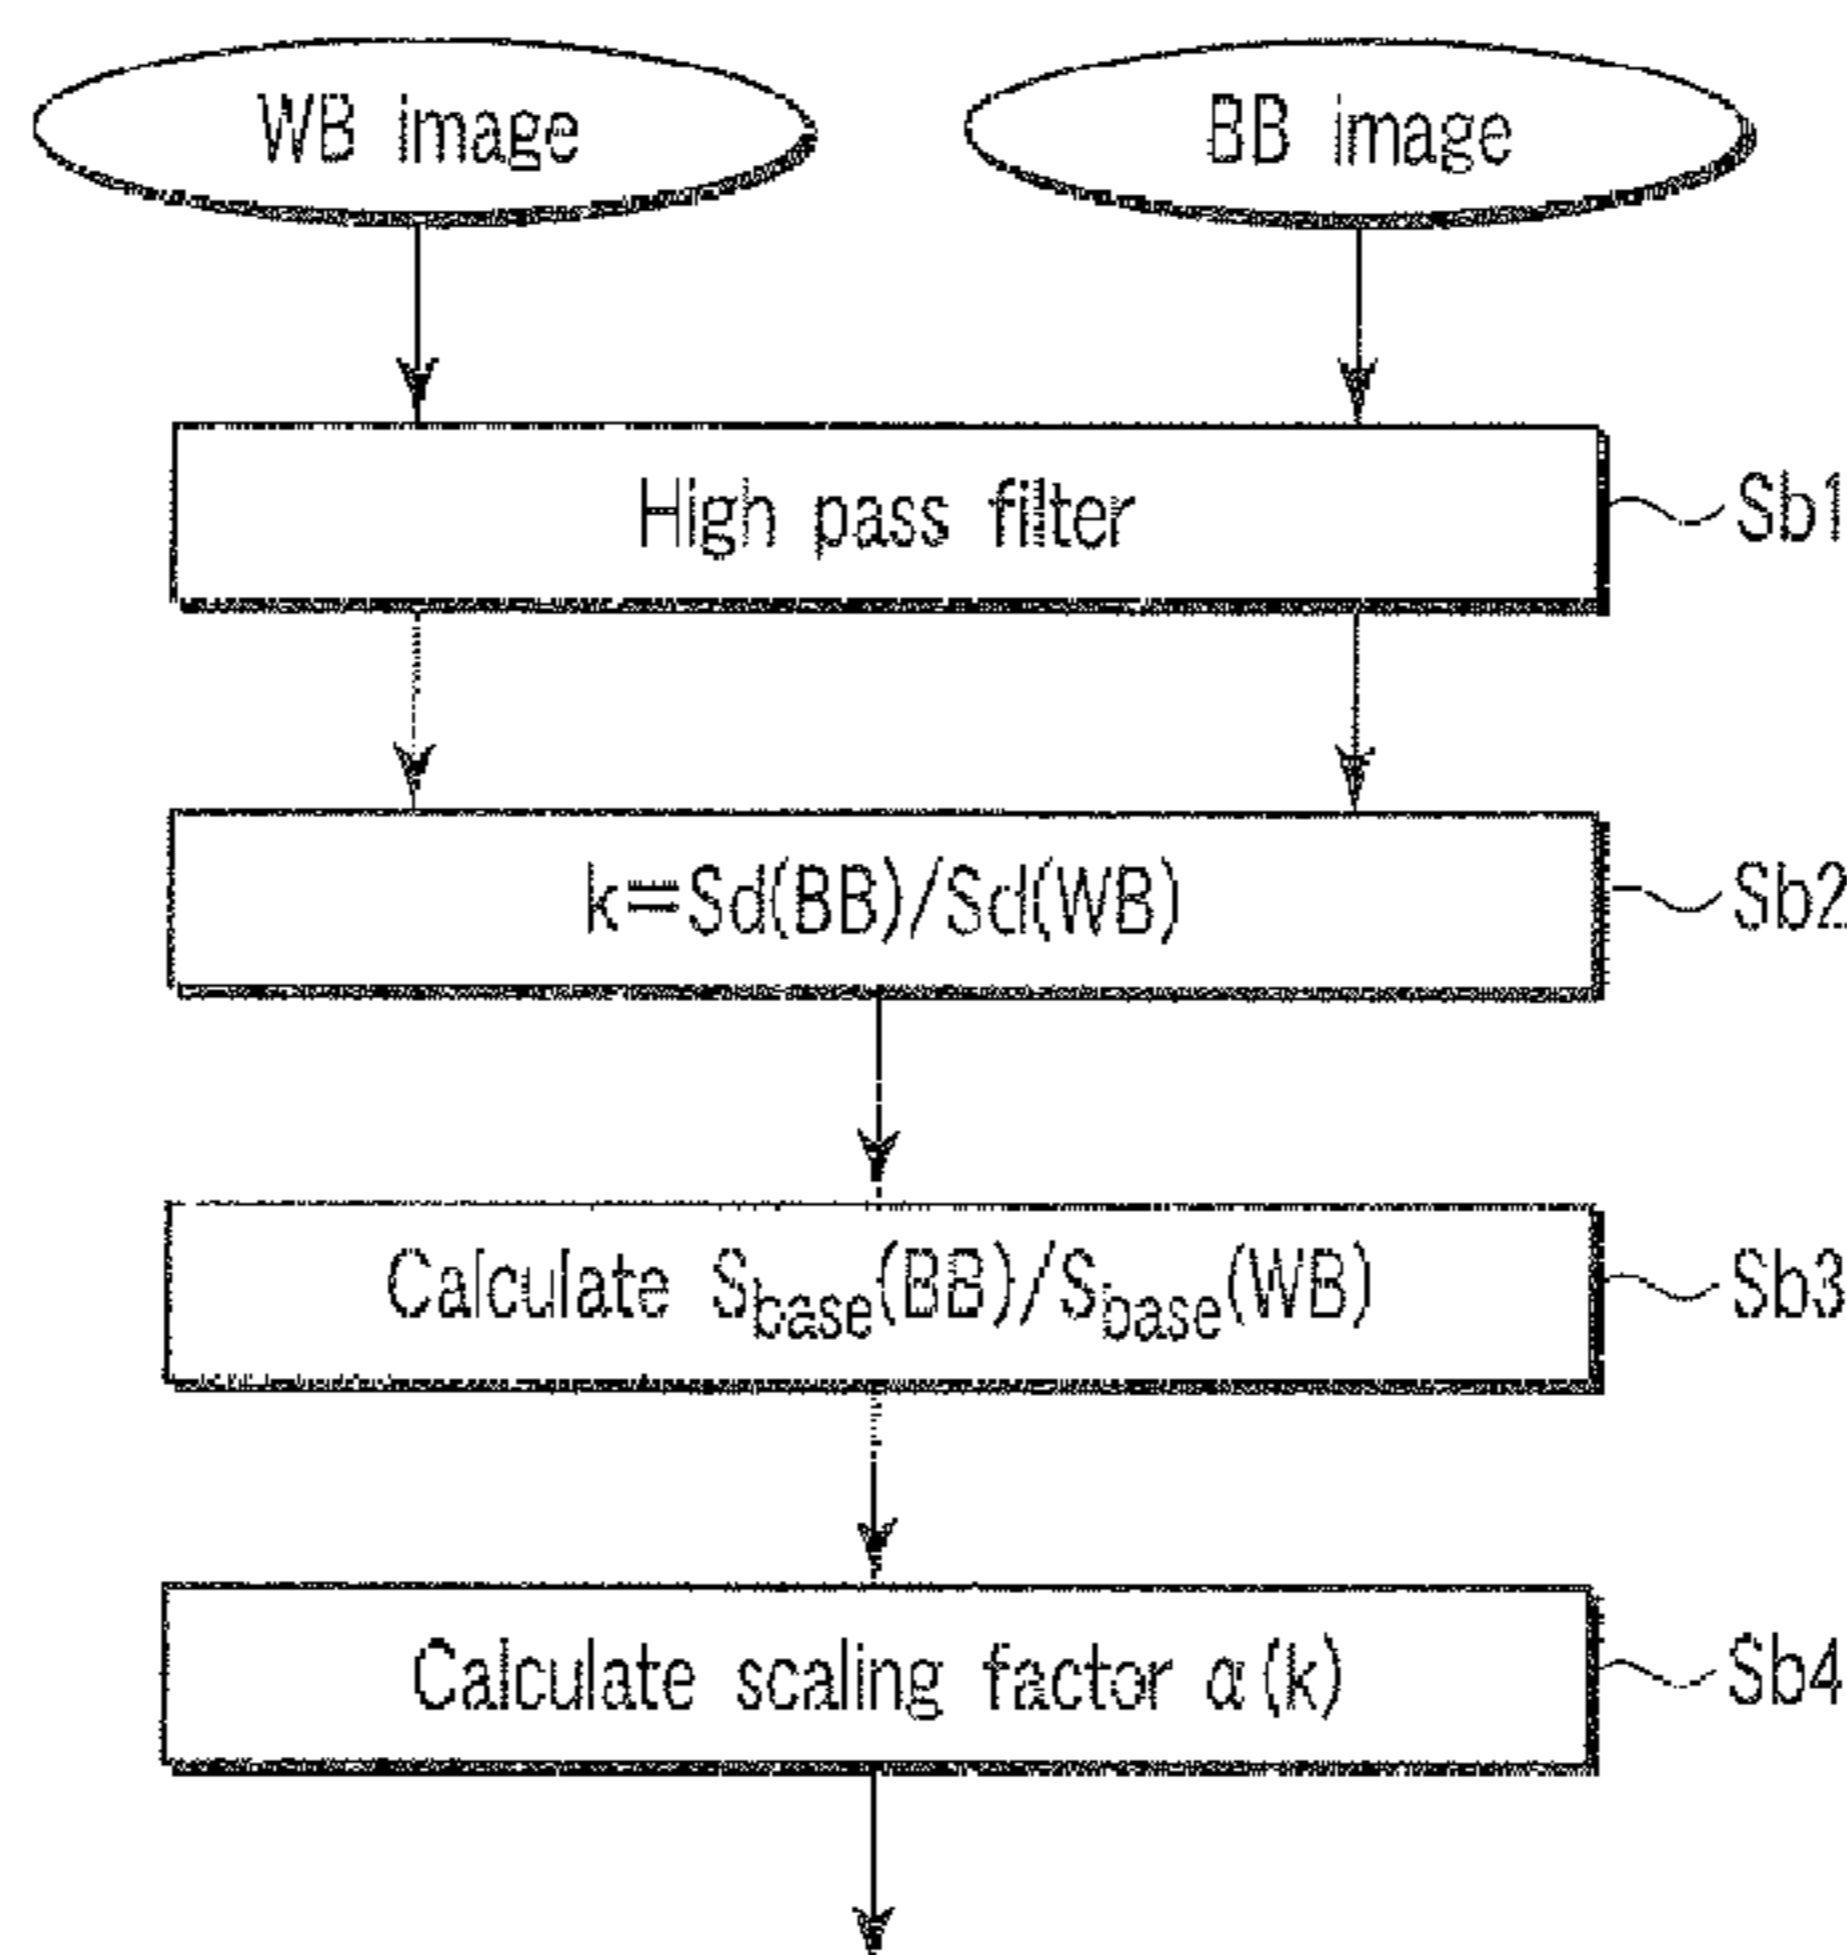 WB image
BB image
High pass filter
Sb1
k=Sd(BB)/Sd(WB)
Sb2
Calculate Sbase(BB)/Sbase(WB)
Sb3
Calculate scaling factor α(k)
Sb4